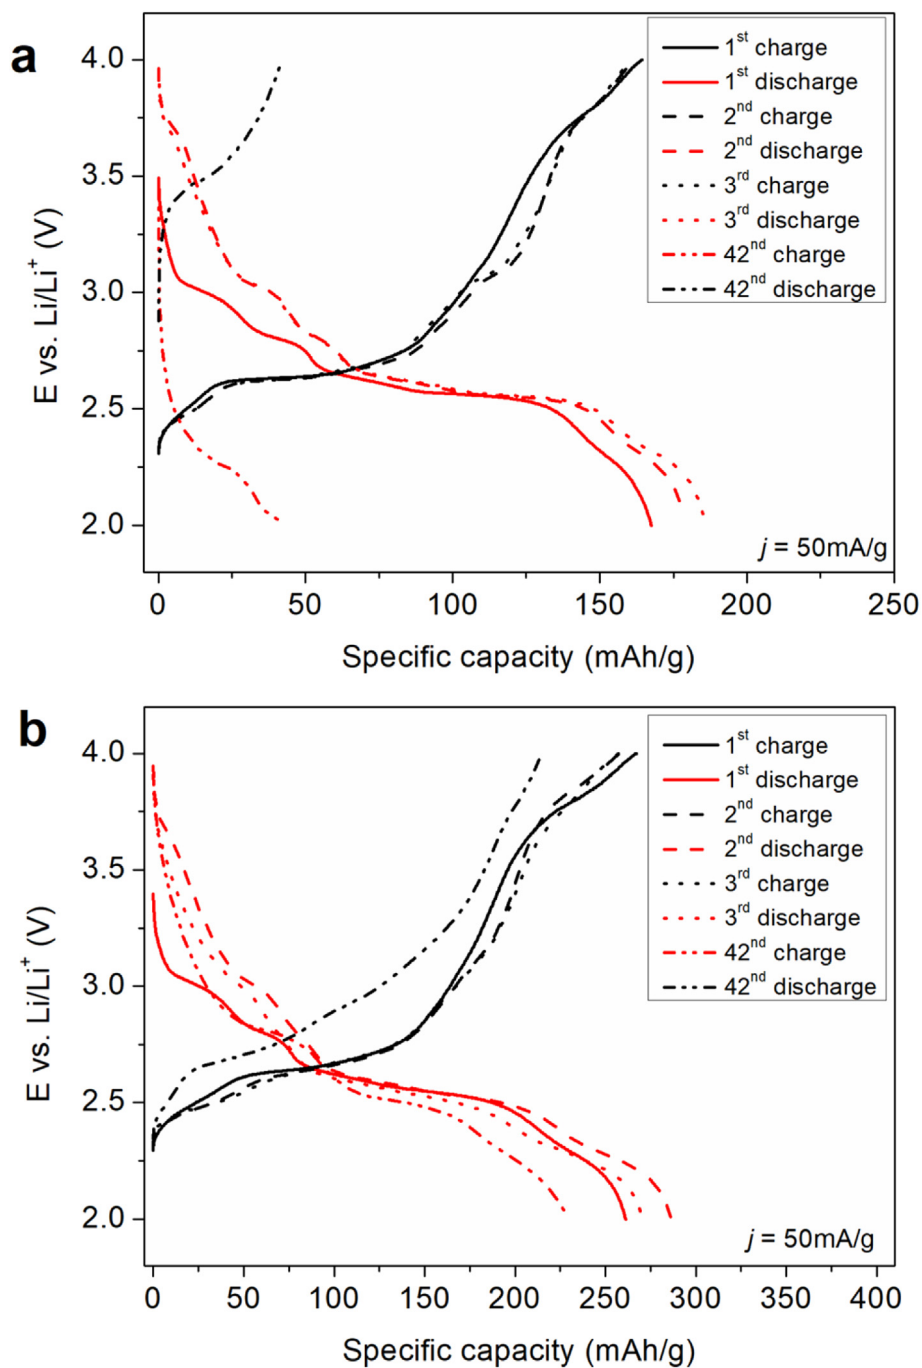 a
4.0
3.5
3.0
2.5
2.0
E vs. Li/Li⁺ (V)
1ˢᵗ charge
1ˢᵗ discharge
2ⁿᵈ charge
2ⁿᵈ discharge
3ʳᵈ charge
3ʳᵈ discharge
42ⁿᵈ charge
42ⁿᵈ discharge
j = 50mA/g
0 50 100 150 200 250
Specific capacity (mAh/g)
b
4.0
3.5
3.0
2.5
2.0
E vs. Li/Li⁺ (V)
1ˢᵗ charge
1ˢᵗ discharge
2ⁿᵈ charge
2ⁿᵈ discharge
3ʳᵈ charge
3ʳᵈ discharge
42ⁿᵈ charge
42ⁿᵈ discharge
j = 50mA/g
0 50 100 150 200 250 300 350 400
Specific capacity (mAh/g)